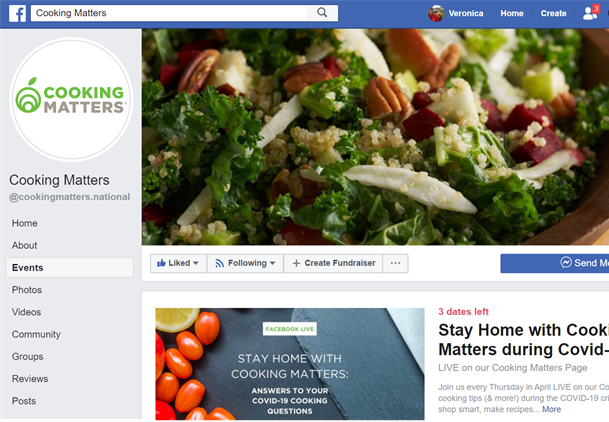 Cooking Matters
Veronica
Home
Create
3
COOKING
MATTERS
Cooking Matters
@cookingmatters.national
Home
About
Events
Photos
Videos
Community
Groups
Reviews
Posts
Liked
Following
Create Fundraiser
Send M
FACEBOOK LIVE
STAY HOME WITH
COOKING MATTERS:
ANSWERS TO YOUR
COVID-19 COOKING
QUESTIONS
3 dates left
Stay Home with Cooki
Matters during Covid-
LIVE on our Cooking Matters Page
Join us every Thursday in April LIVE on our Co
cooking tips (& more!) during the COVID-19 cri
shop smart, make recipes... More